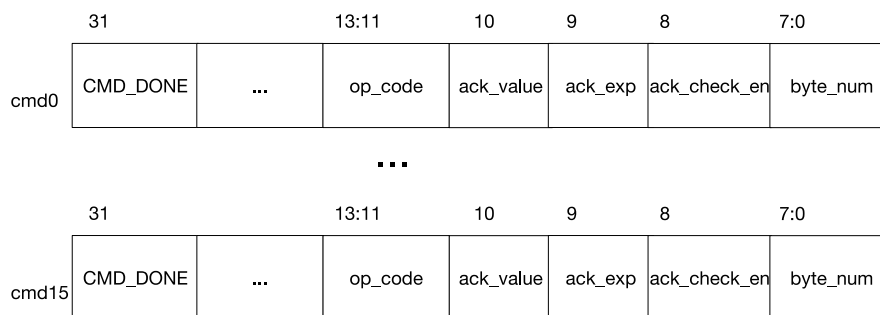 31 13:11 10 9 8 7:0
cmd0 CMD_DONE ... op_code ack_value ack_exp ack_check_en byte_num
...
31 13:11 10 9 8 7:0
cmd15 CMD_DONE ... op_code ack_value ack_exp ack_check_en byte_num